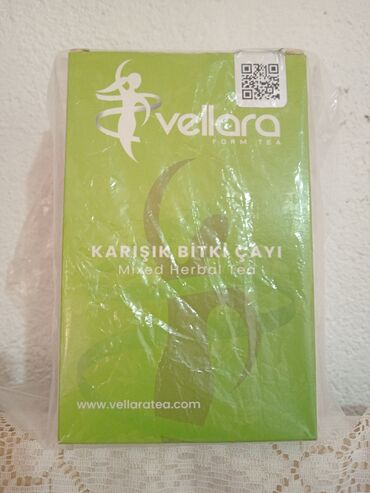 vellara
FORM TEA
KARIŞIK BİTKİ ÇAYI
Mixed Herbal Tea
www.vellaratea.com